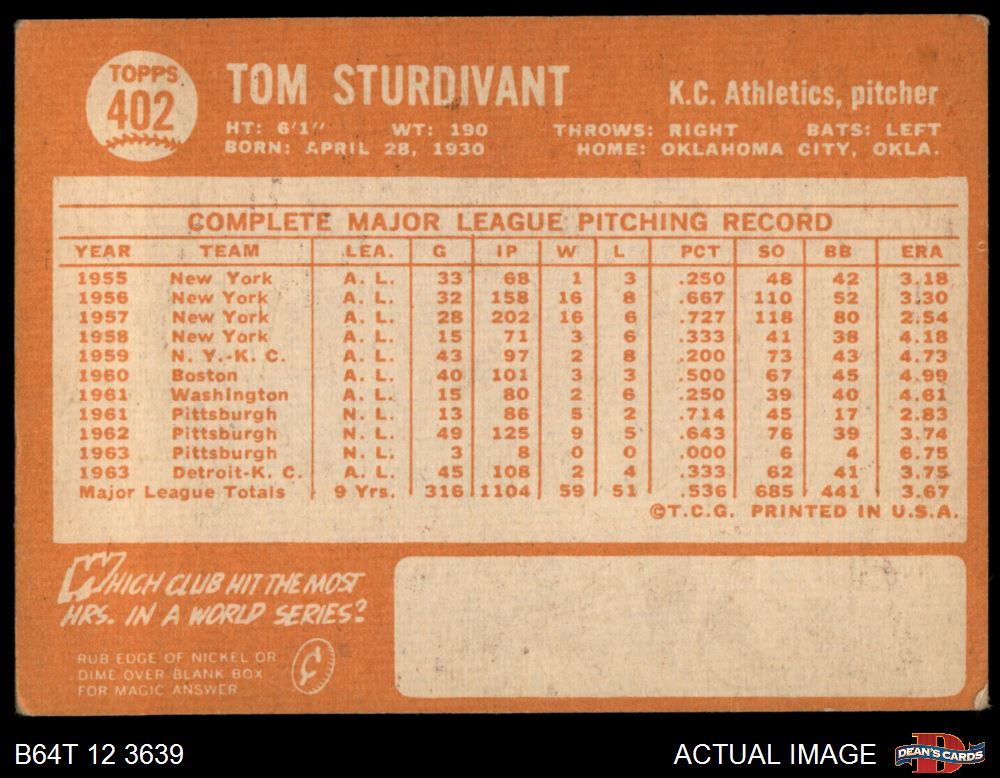 TOPPS
402
TOM STURDIVANT
K.C. Athletics, pitcher
HT: 6'1" WT: 190 THROWS: RIGHT BATS: LEFT
BORN: APRIL 28, 1930 HOME: OKLAHOMA CITY, OKLA.
COMPLETE MAJOR LEAGUE PITCHING RECORD
YEAR TEAM LEA. G IP W L PCT SO BB ERA
1955 New York A. L. 33 68 1 3 .250 48 42 3.18
1956 New York A. L. 32 158 16 8 .667 110 52 3.30
1957 New York A. L. 28 202 16 6 .727 118 80 2.54
1958 New York A. L. 15 71 3 6 .333 41 38 4.18
1959 N. Y.-K. C. A. L. 43 97 2 8 .200 73 43 4.73
1960 Boston A. L. 40 101 3 3 .500 67 45 4.99
1961 Washington A. L. 15 80 2 6 .250 39 40 4.61
1961 Pittsburgh N. L. 13 86 5 2 .714 45 17 2.83
1962 Pittsburgh N. L. 49 125 9 5 .643 76 39 3.74
1963 Pittsburgh N. L. 3 8 0 0 .000 6 4 6.75
1963 Detroit-K. C. A. L. 45 108 2 4 .333 62 41 3.75
Major League Totals 9 Yrs. 316 1104 59 51 .536 685 441 3.67
©T.C.G. PRINTED IN U.S.A.
WHICH CLUB HIT THE MOST
HRS. IN A WORLD SERIES?
RUB EDGE OF NICKEL OR
DIME OVER BLANK BOX
FOR MAGIC ANSWER
B64T 12 3639
ACTUAL IMAGE
D
DEAN'S CARDS